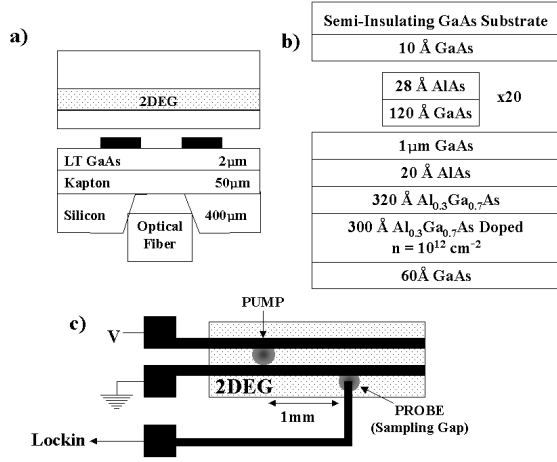 a)
2DEG
LT GaAs 2µm
Kapton 50µm
Silicon 400µm
Optical
Fiber
b)
Semi-Insulating GaAs Substrate
10 Å GaAs
28 Å AlAs
120 GaAs
x20
1µm GaAs
20 Å AlAs
320 Å Al0.3Ga0.7As
300 Å Al0.3Ga0.7As Doped
n = 10¹² cm⁻²
60Å GaAs
c)
PUMP
V
2DEG
1mm
PROBE
(Sampling Gap)
Lockin